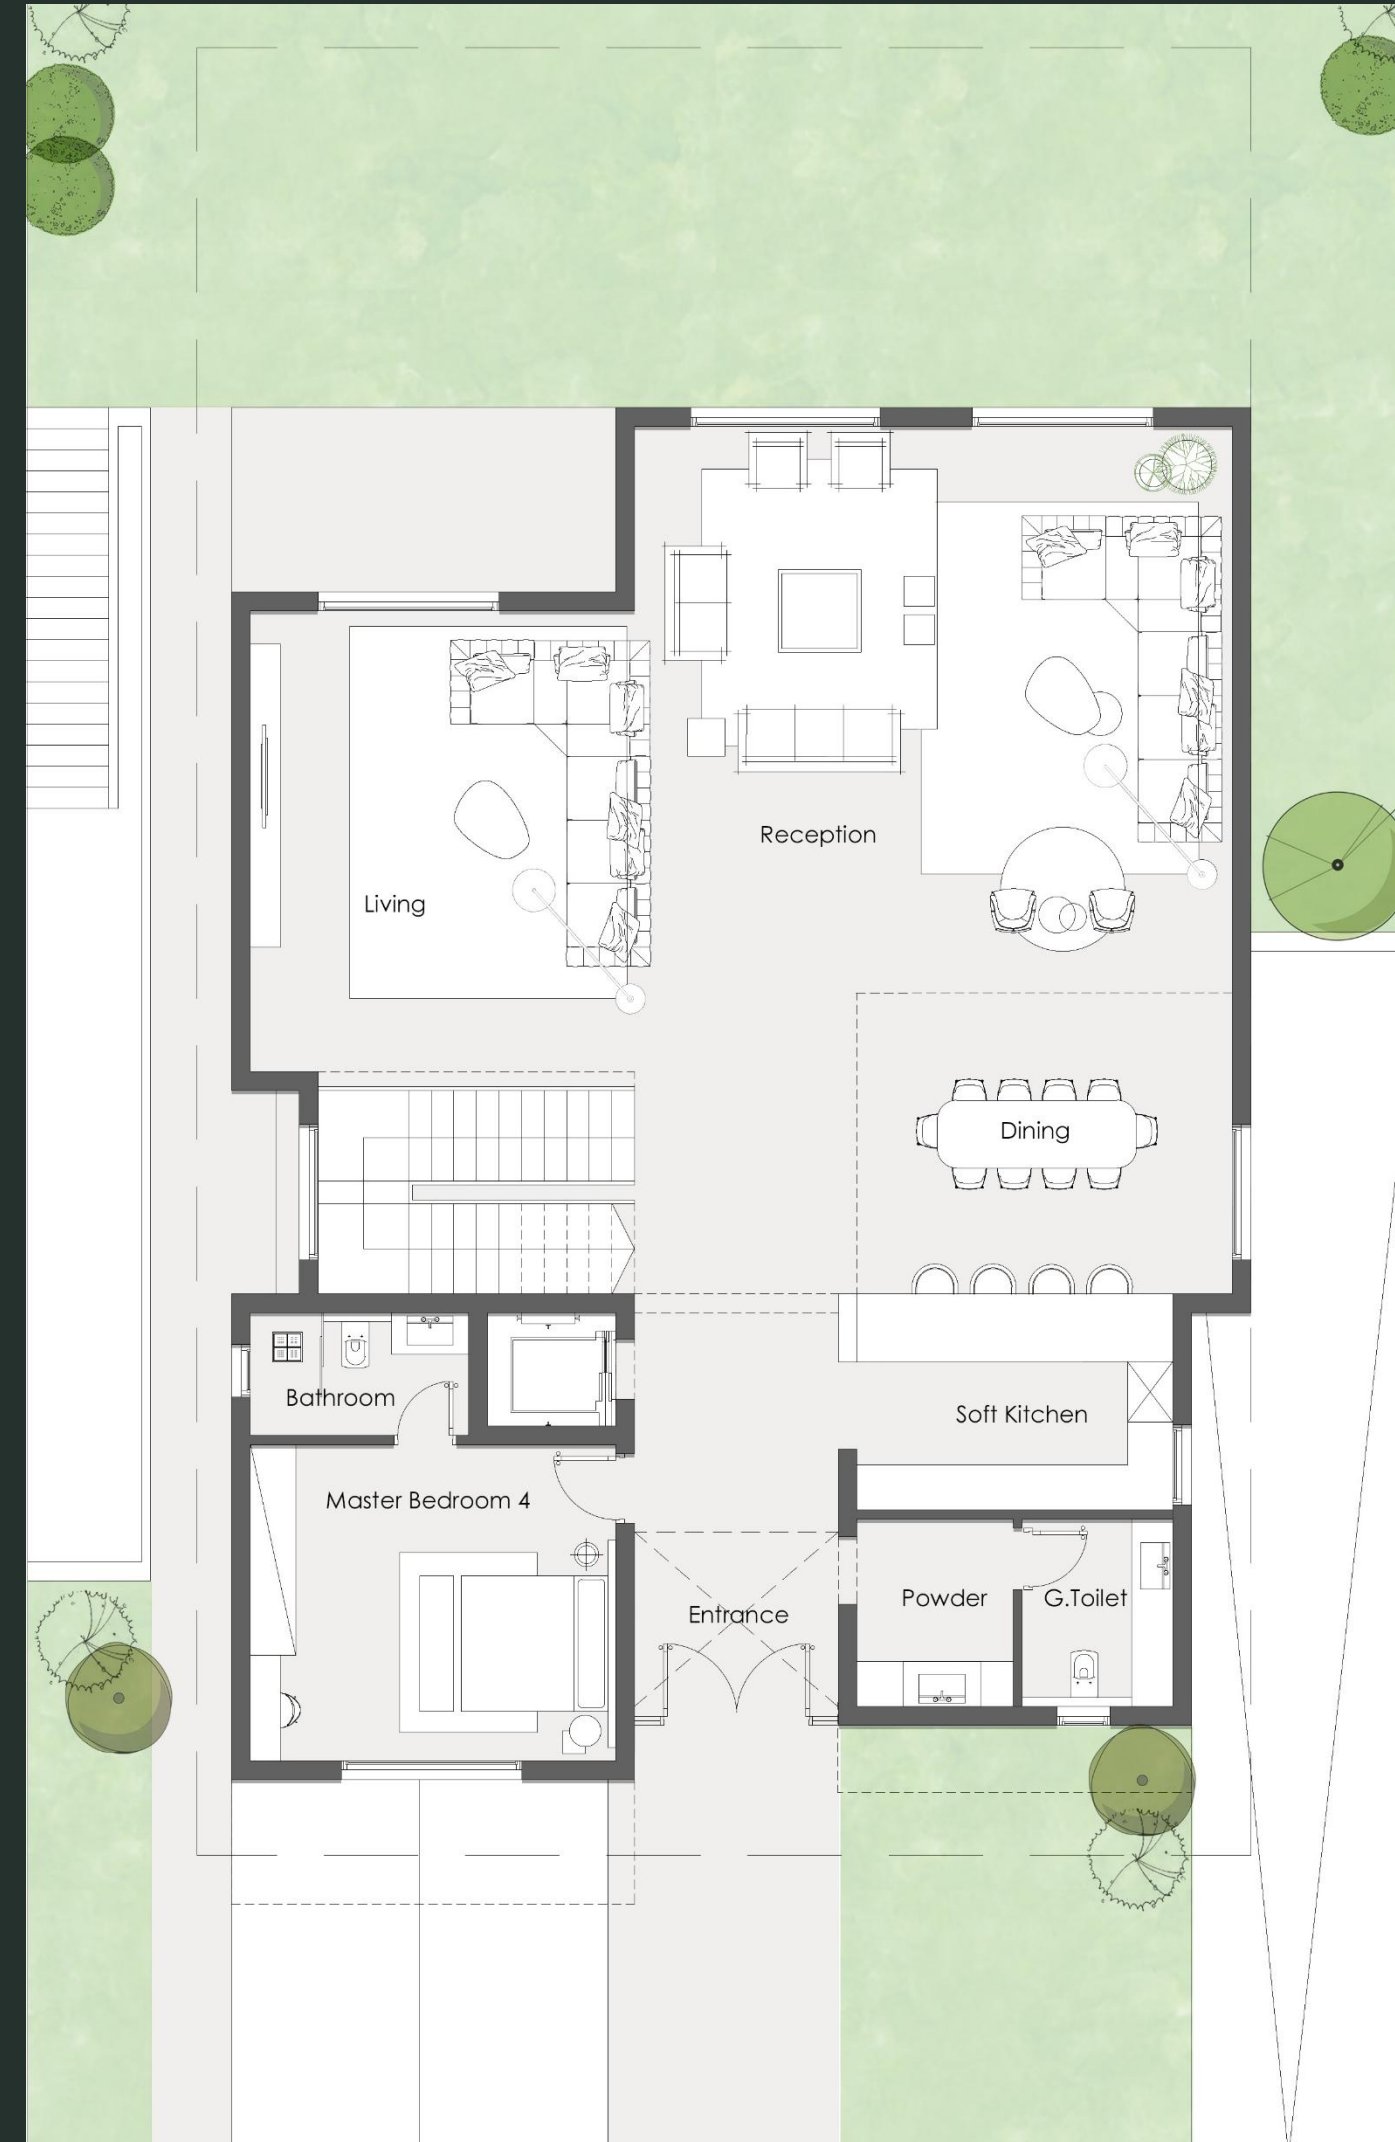 Reception
Living
Dining
Bathroom
Soft Kitchen
Master Bedroom 4
Powder
G.Toilet
Entrance